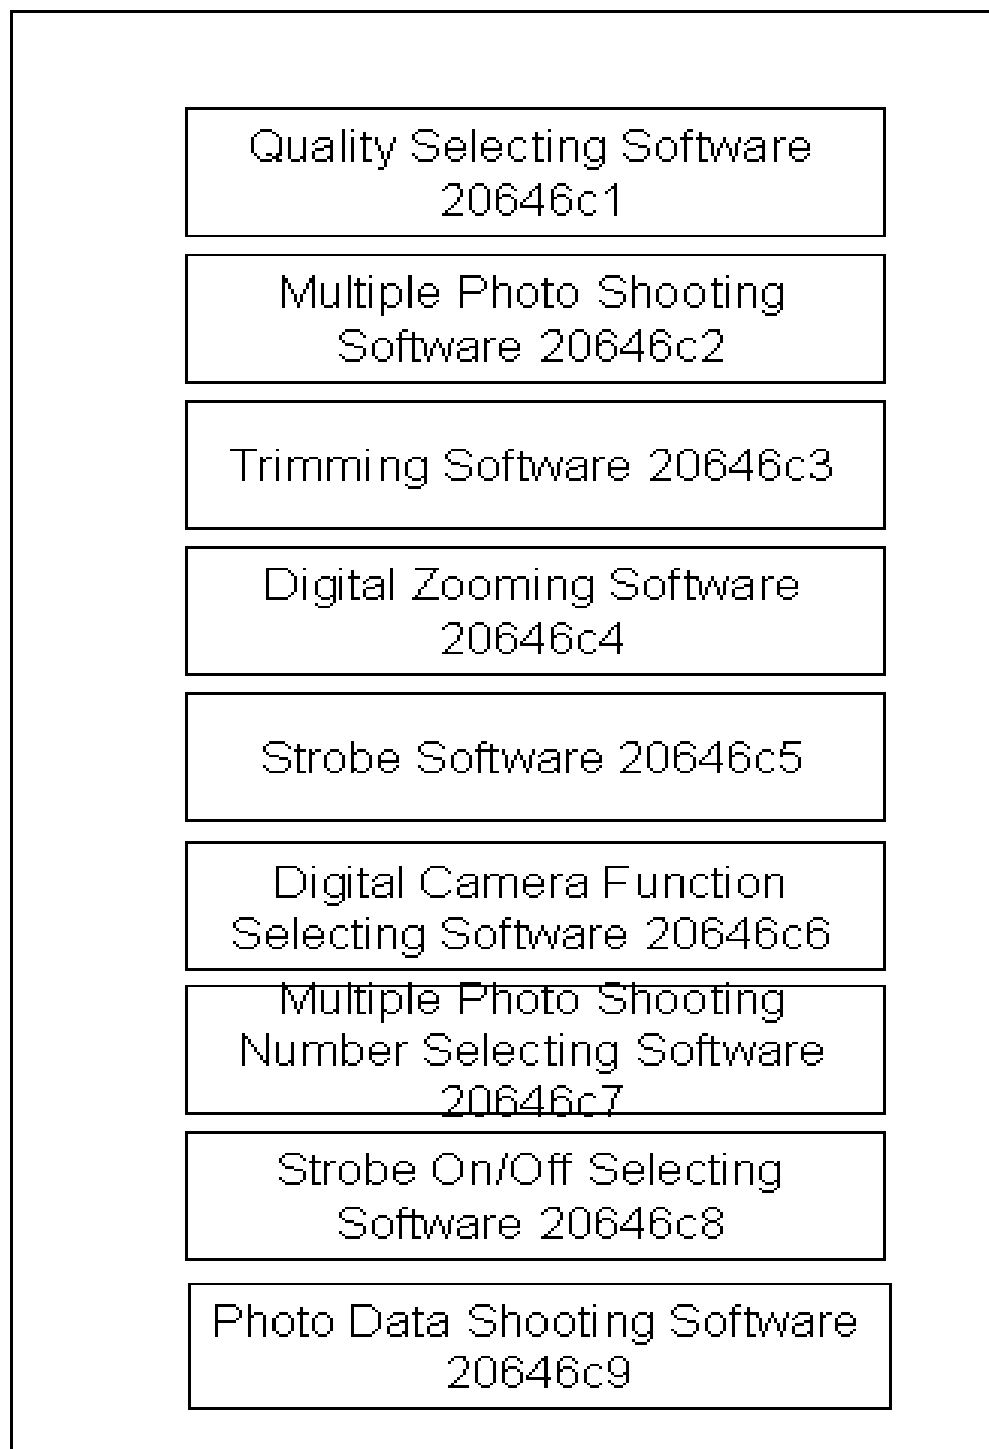 Quality Selecting Software
20646c1
Multiple Photo Shooting
Software 20646c2
Trimming Software 20646c3
Digital Zooming Software
20646c4
Strobe Software 20646c5
Digital Camera Function
Selecting Software 20646c6
Multiple Photo Shooting
Number Selecting Software
20646c7
Strobe On/Off Selecting
Software 20646c8
Photo Data Shooting Software
20646c9